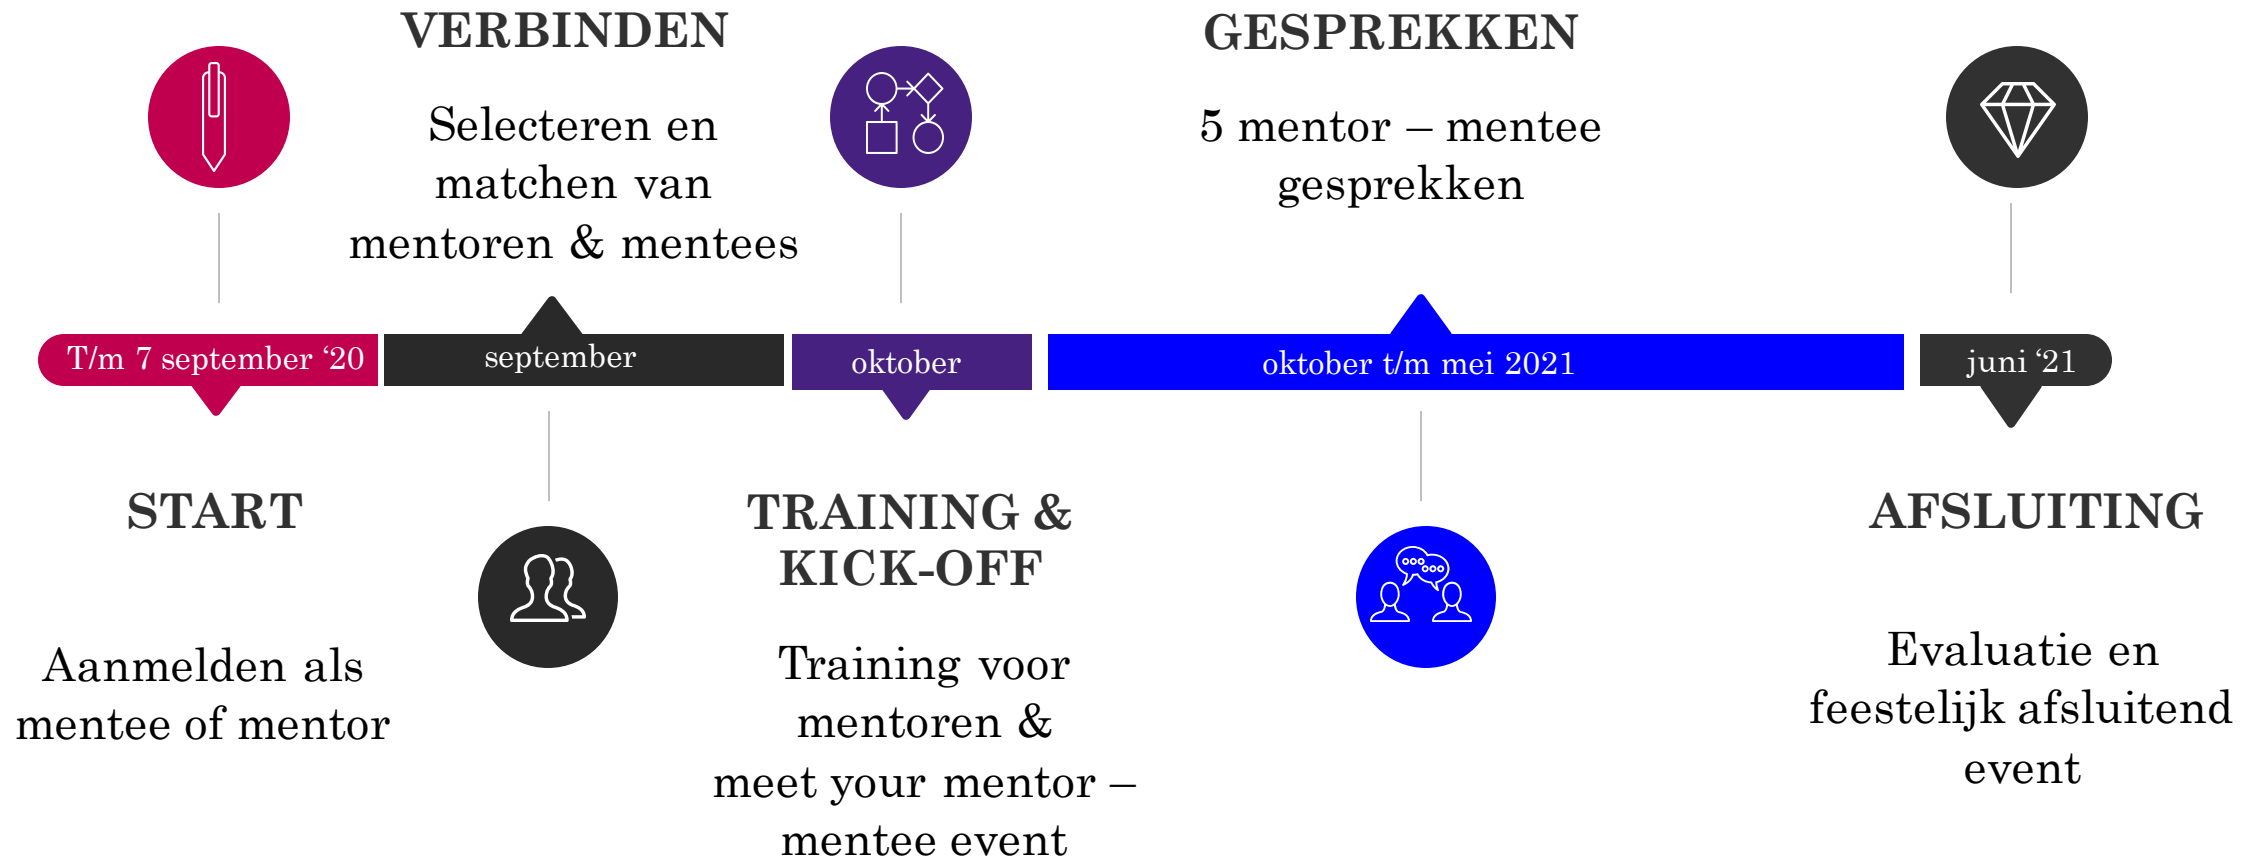 VERBINDEN
Selecteren en
matchen van
mentoren & mentees
GESPREKKEN
5 mentor – mentee
gesprekken
T/m 7 september ‘20
september
oktober
oktober t/m mei 2021
juni ‘21
START
Aanmelden als
mentee of mentor
TRAINING &
KICK-OFF
Training voor
mentoren &
meet your mentor –
mentee event
AFSLUITING
Evaluatie en
feestelijk afsluitend
event